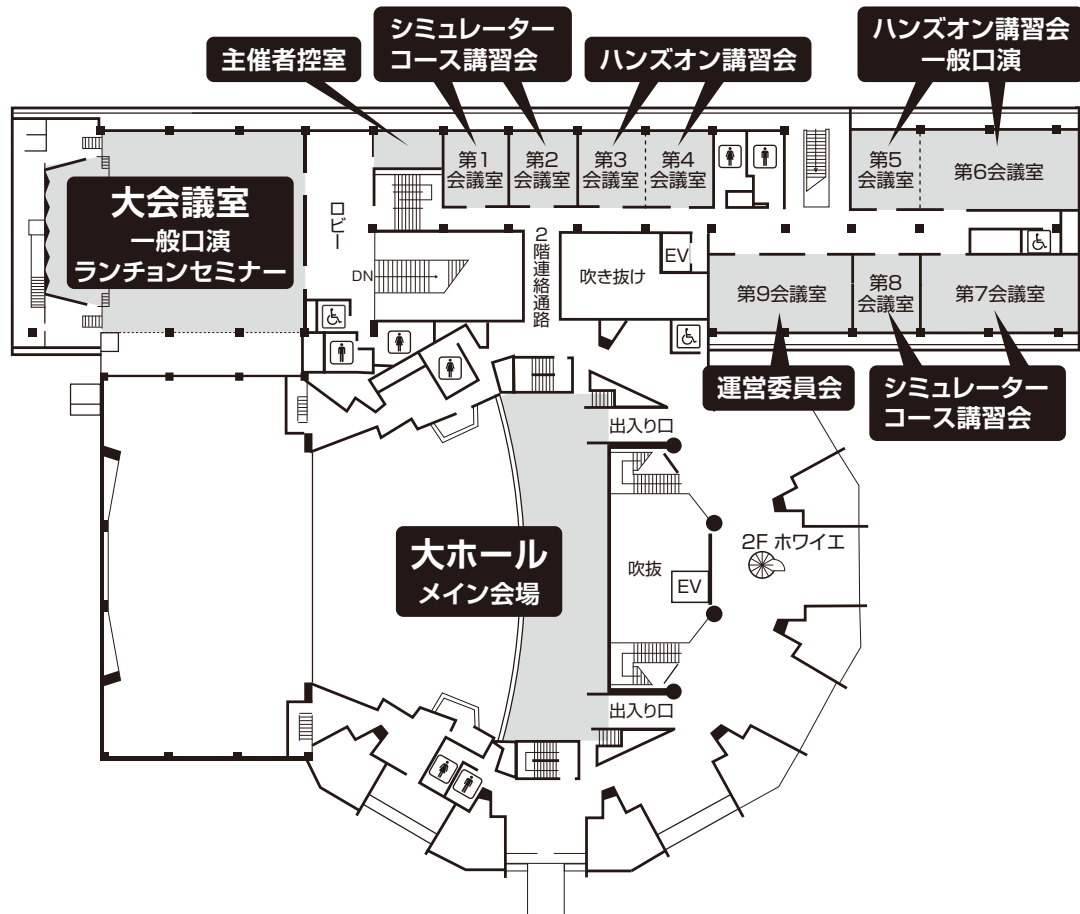 シミュレーター
コース講習会
ハンズオン講習会
一般口演
主催者控室
ハンズオン講習会
第1
会議室
第2
会議室
第3
会議室
第4
会議室
第5
会議室
第6会議室
大会議室
一般口演
ランチョンセミナー
ロビー
2階連絡通路
DN
吹き抜け
EV
第9会議室
第8
会議室
第7会議室
運営委員会
シミュレーター
コース講習会
出入り口
大ホール
メイン会場
2F ホワイエ
吹抜
EV
出入り口